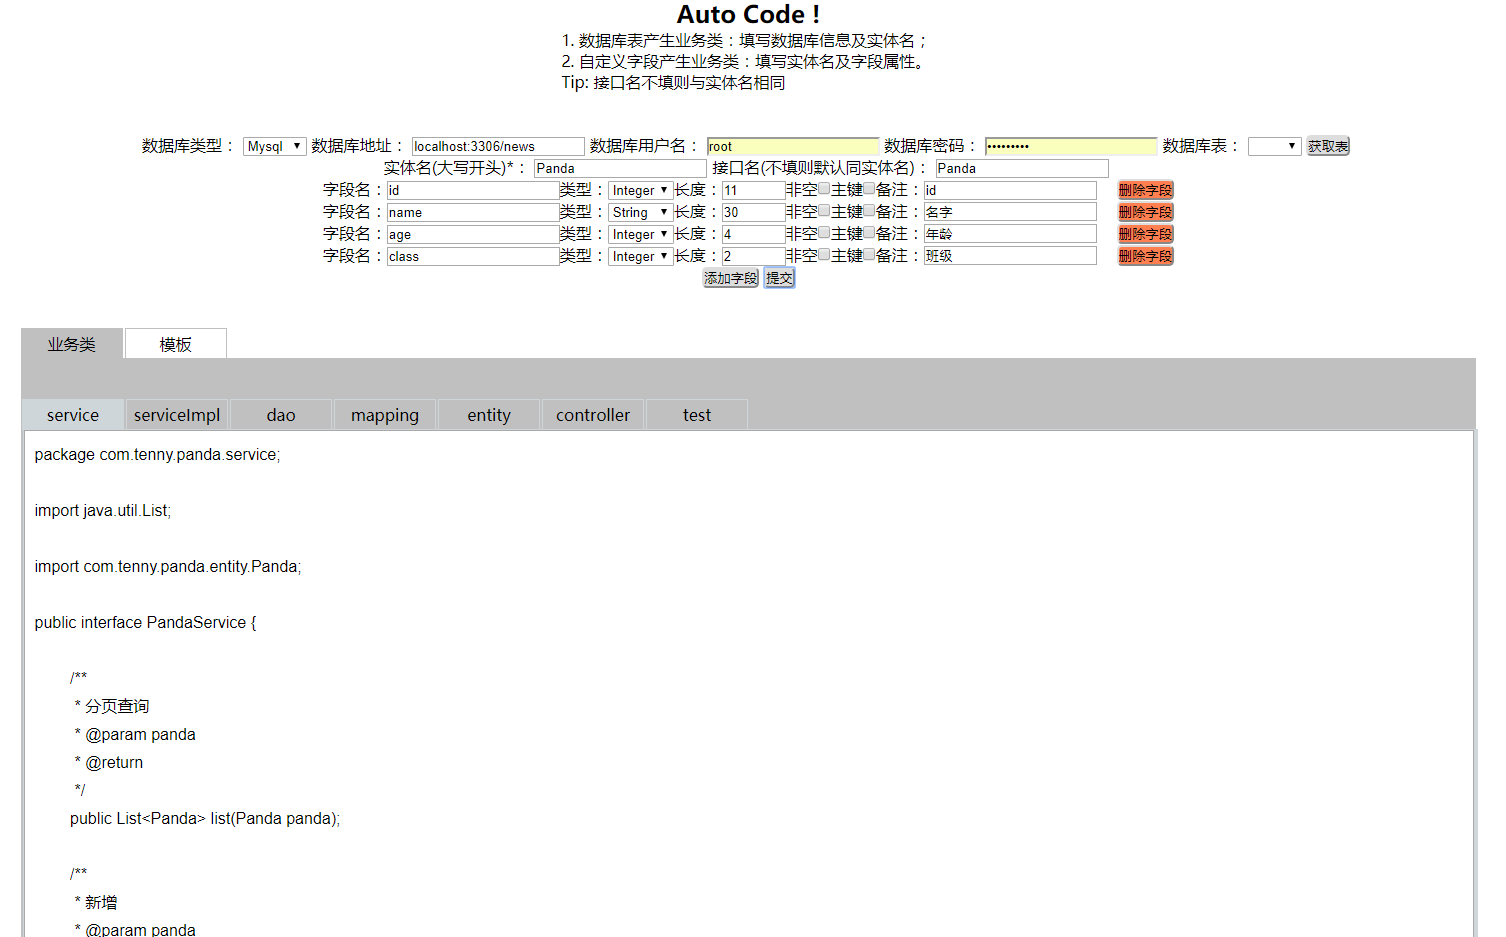 Auto Code !
1. 数据库表产生业务类：填写数据库信息及实体名；
2. 自定义字段产生业务类：填写实体名及字段属性。
Tip: 接口名不填则与实体名相同
数据库类型： Mysql 数据库地址： localhost:3306/news 数据库用户名： root 数据库密码： ••••••••• 数据库表： 获取表
实体名(大写开头)*： Panda 接口名(不填则默认同实体名)： Panda
字段名：id 类型：Integer 长度：11 非空 主键 备注：id 删除字段
字段名：name 类型：String 长度：30 非空 主键 备注：名字 删除字段
字段名：age 类型：Integer 长度：4 非空 主键 备注：年龄 删除字段
字段名：class 类型：Integer 长度：2 非空 主键 备注：班级 删除字段
添加字段 提交
业务类 模板
service serviceImpl dao mapping entity controller test
package com.tenny.panda.service;
import java.util.List;
import com.tenny.panda.entity.Panda;
public interface PandaService {
/**
* 分页查询
* @param panda
* @return
*/
public List<Panda> list(Panda panda);
/**
* 新增
* @param panda